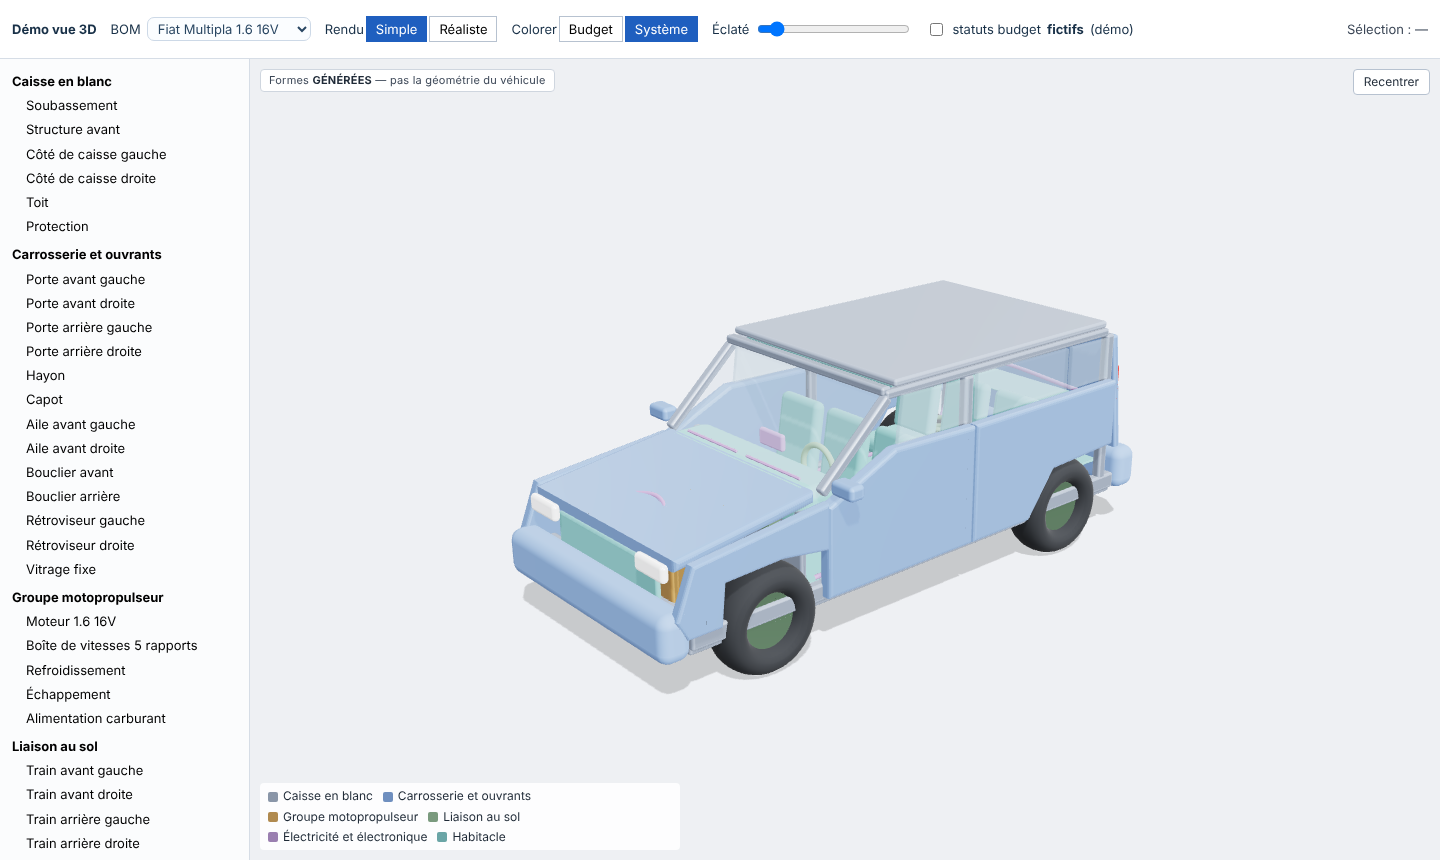 Démo vue 3D BOM Fiat Multipla 1.6 16V Rendu Simple Réaliste Colorer Budget Système Éclaté statuts budget fictifs (démo) Sélection : —
Caisse en blanc
Soubassement
Structure avant
Côté de caisse gauche
Côté de caisse droite
Toit
Protection
Carrosserie et ouvrants
Porte avant gauche
Porte avant droite
Porte arrière gauche
Porte arrière droite
Hayon
Capot
Aile avant gauche
Aile avant droite
Bouclier avant
Bouclier arrière
Rétroviseur gauche
Rétroviseur droite
Vitrage fixe
Groupe motopropulseur
Moteur 1.6 16V
Boîte de vitesses 5 rapports
Refroidissement
Échappement
Alimentation carburant
Liaison au sol
Train avant gauche
Train avant droite
Train arrière gauche
Train arrière droite
Formes GÉNÉRÉES — pas la géométrie du véhicule
Recentrer
Caisse en blanc Carrosserie et ouvrants
Groupe motopropulseur Liaison au sol
Électricité et électronique Habitacle